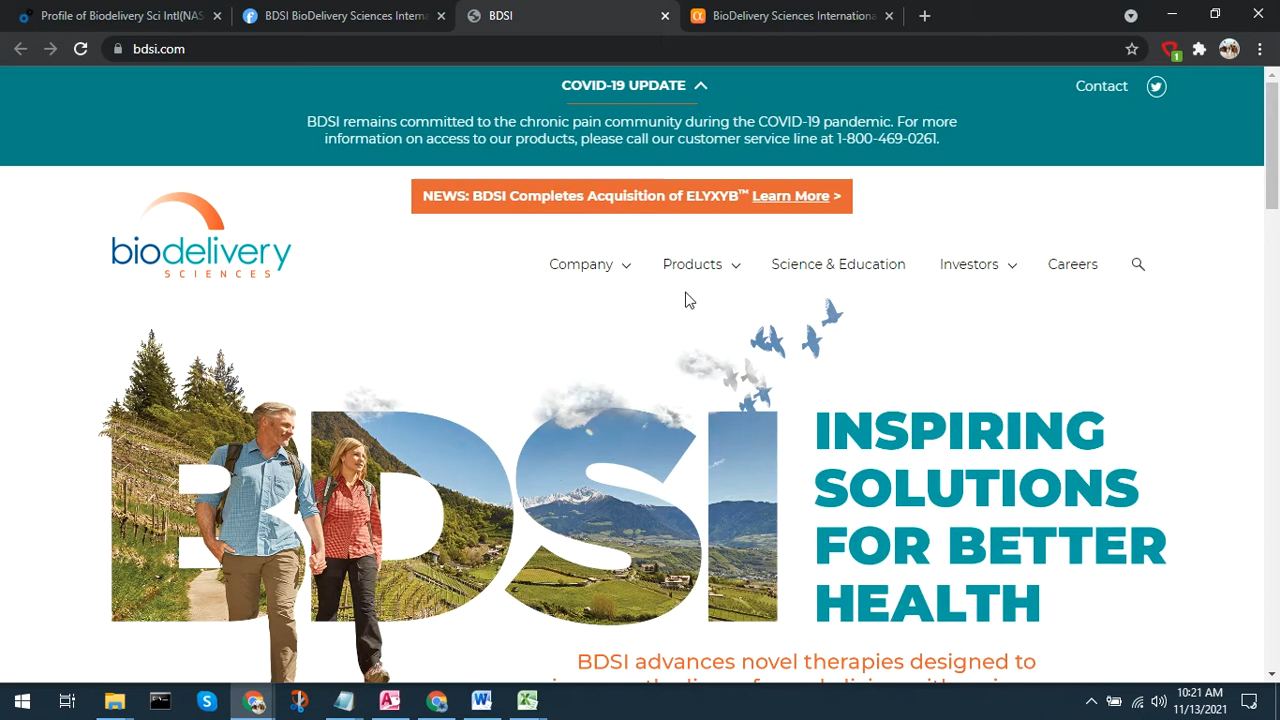 Profile of Biodelivery Sci Intl(NAS
BDSI BioDelivery Sciences Intern
BDSI
BioDelivery Sciences Internationa
bdsi.com
1
COVID-19 UPDATE
Contact
BDSI remains committed to the chronic pain community during the COVID-19 pandemic. For more
information on access to our products, please call our customer service line at 1-800-469-0261.
NEWS: BDSI Completes Acquisition of ELYXYB™ Learn More >
biodelivery
SCIENCES
Company
Products
Science & Education
Investors
Careers
BDSI
INSPIRING
SOLUTIONS
FOR BETTER
HEALTH
BDSI advances novel therapies designed to
10:21 AM
11/13/2021